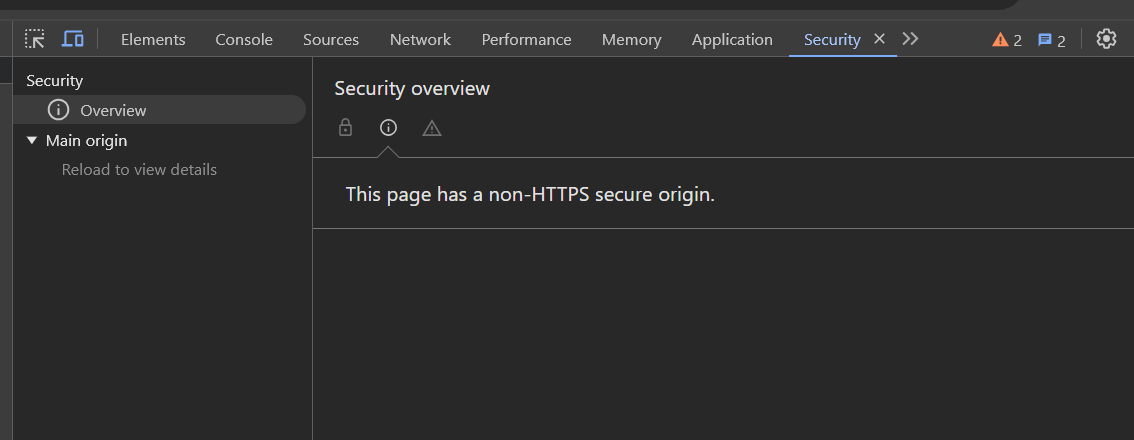 Elements Console Sources Network Performance Memory Application Security 2 2
Security
Overview
Main origin
Reload to view details
Security overview
This page has a non-HTTPS secure origin.